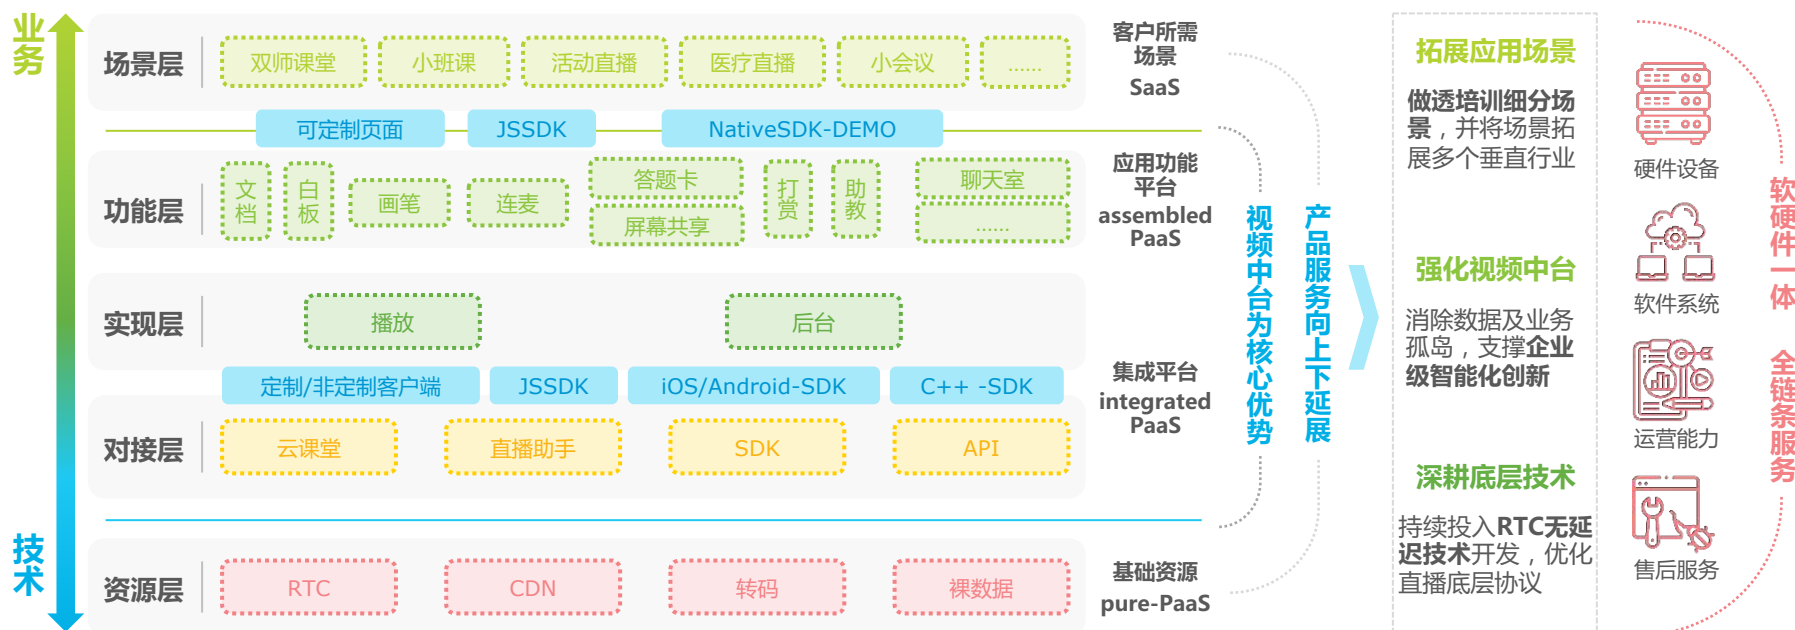 业务
技术
场景层
双师课堂
小班课
活动直播
医疗直播
小会议
......
客户所需
场景
SaaS
可定制页面
JSSDK
NativeSDK-DEMO
功能层
文档
白板
画笔
连麦
答题卡
屏幕共享
打赏
助教
聊天室
......
应用功能
平台
assembled
PaaS
实现层
播放
后台
定制/非定制客户端
JSSDK
iOS/Android-SDK
C++ -SDK
集成平台
integrated
PaaS
对接层
云课堂
直播助手
SDK
API
资源层
RTC
CDN
转码
裸数据
基础资源
pure-PaaS
视频中台为核心优势
产品服务向上下延展
拓展应用场景
做透培训细分场
景，并将场景拓
展多个垂直行业
强化视频中台
消除数据及业务
孤岛，支撑企业
级智能化创新
深耕底层技术
持续投入RTC无延
迟技术开发，优化
直播底层协议
硬件设备
软件系统
运营能力
售后服务
软硬件一体
全链条服务